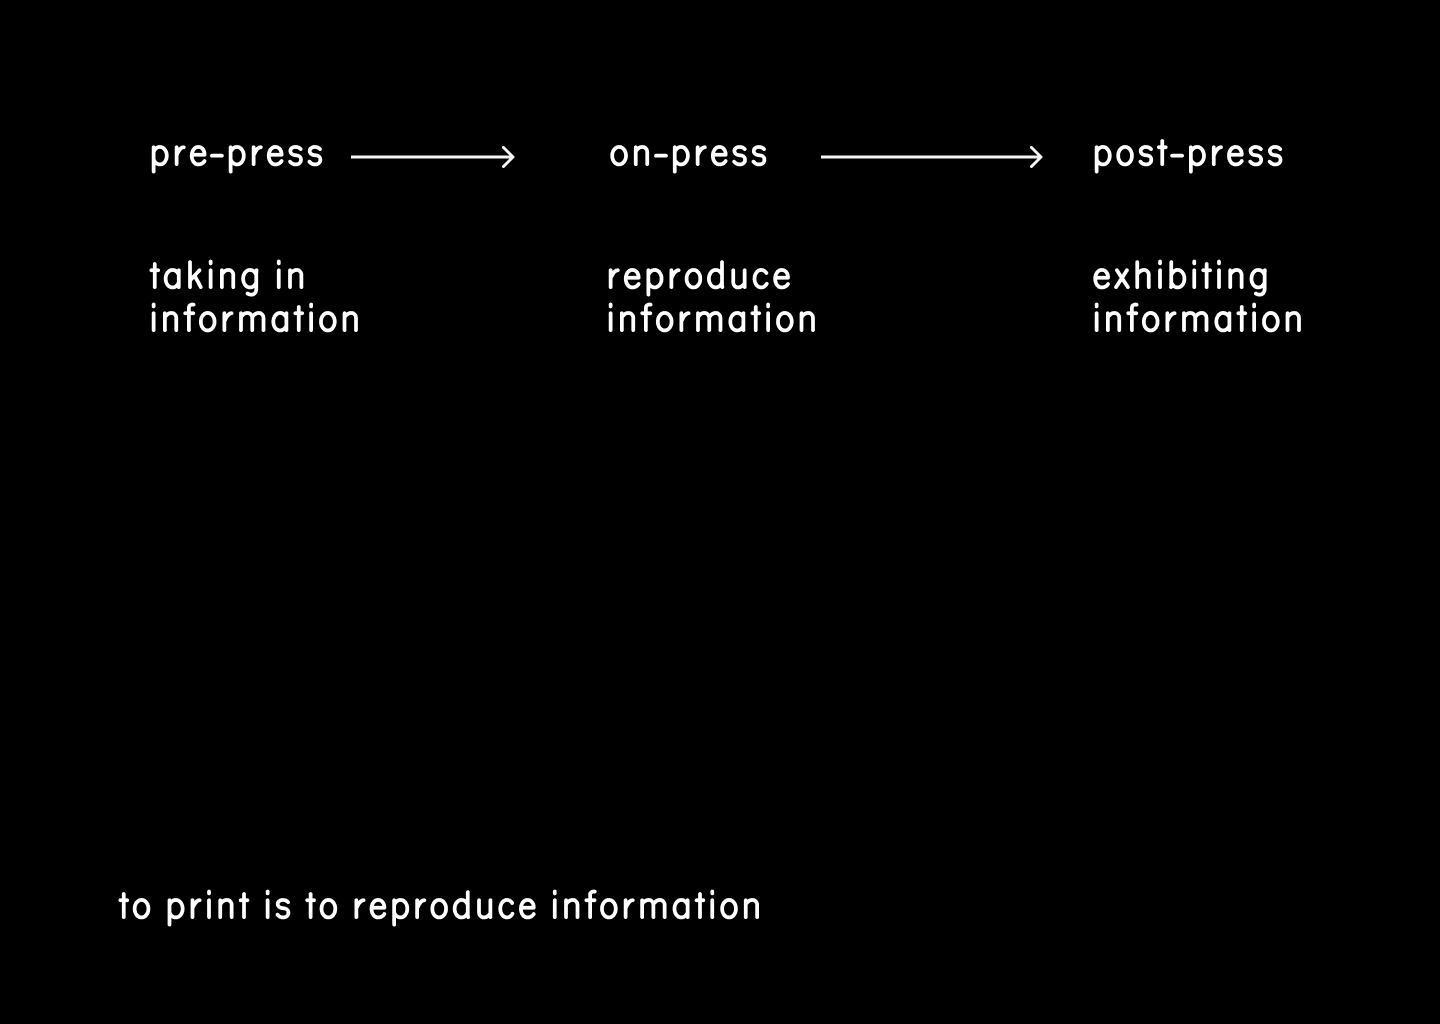 pre-press → on-press → post-press
taking in
information
reproduce
information
exhibiting
information
to print is to reproduce information